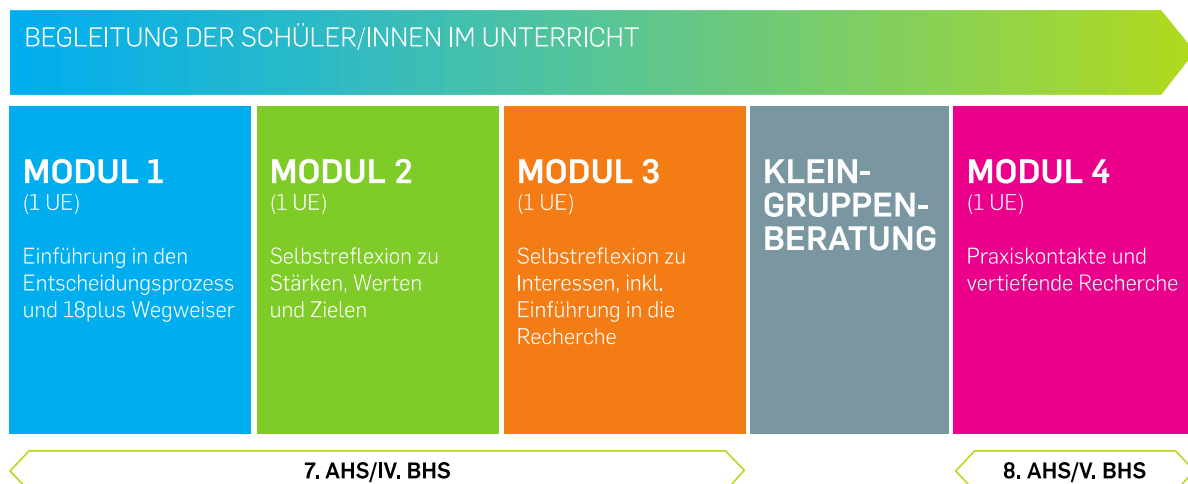 BEGLEITUNG DER SCHÜLER/INNEN IM UNTERRICHT
MODUL 1
(1 UE)
Einführung in den
Entscheidungsprozess
und 18plus Wegweiser
MODUL 2
(1 UE)
Selbstreflexion zu
Stärken, Werten
und Zielen
MODUL 3
(1 UE)
Selbstreflexion zu
Interessen, inkl.
Einführung in die
Recherche
KLEIN-
GRUPPEN-
BERATUNG
MODUL 4
(1 UE)
Praxiskontakte und
vertiefende Recherche
7. AHS/IV. BHS
8. AHS/V. BHS